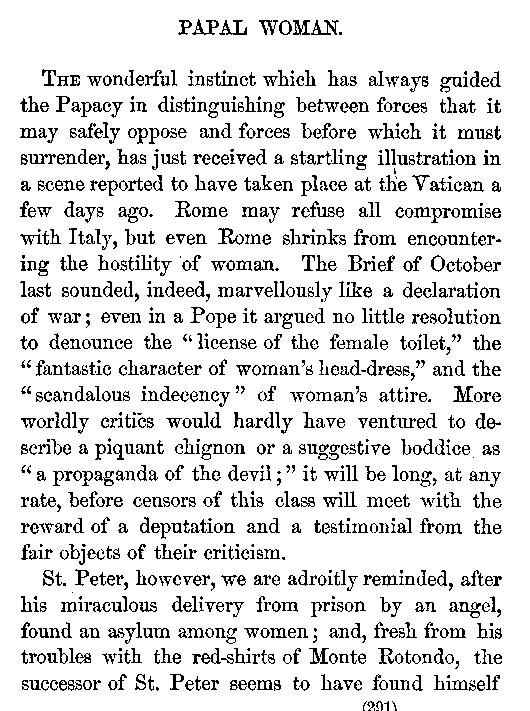 PAPAL WOMAN.
THE wonderful instinct which has always guided
the Papacy in distinguishing between forces that it
may safely oppose and forces before which it must
surrender, has just received a startling illustration in
a scene reported to have taken place at the Vatican a
few days ago. Rome may refuse all compromise
with Italy, but even Rome shrinks from encounter-
ing the hostility of woman. The Brief of October
last sounded, indeed, marvellously like a declaration
of war; even in a Pope it argued no little resolution
to denounce the "license of the female toilet," the
"fantastic character of woman's head-dress," and the
"scandalous indecency" of woman's attire. More
worldly critics would hardly have ventured to de-
scribe a piquant chignon or a suggestive boddice as
"a propaganda of the devil;" it will be long, at any
rate, before censors of this class will meet with the
reward of a deputation and a testimonial from the
fair objects of their criticism.
St. Peter, however, we are adroitly reminded, after
his miraculous delivery from prison by an angel,
found an asylum among women; and, fresh from his
troubles with the red-shirts of Monte Rotondo, the
successor of St. Peter seems to have found himself
(291)